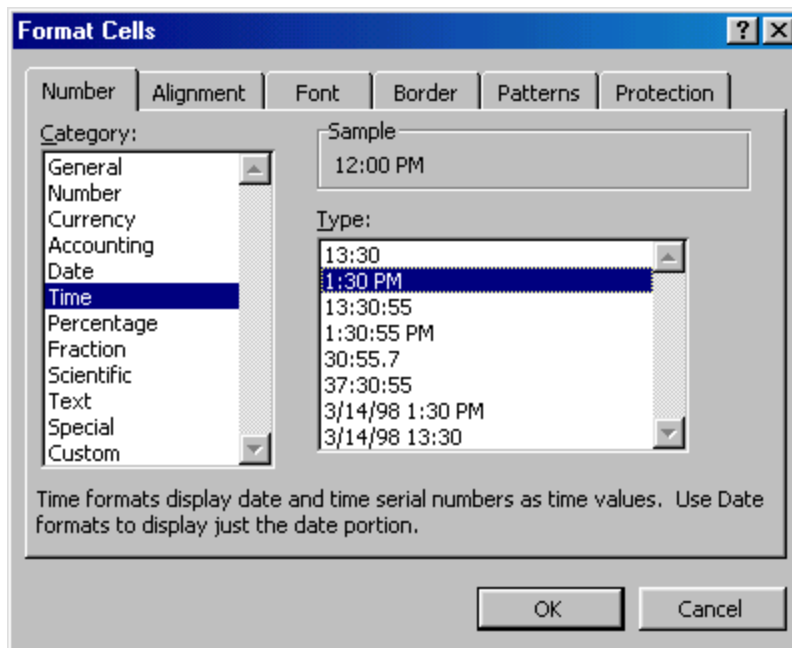 Format Cells
Number Alignment Font Border Patterns Protection
Category:
General
Number
Currency
Accounting
Date
Time
Percentage
Fraction
Scientific
Text
Special
Custom
Sample
12:00 PM
Type:
13:30
1:30 PM
13:30:55
1:30:55 PM
30:55.7
37:30:55
3/14/98 1:30 PM
3/14/98 13:30
Time formats display date and time serial numbers as time values.  Use Date
formats to display just the date portion.
OK Cancel